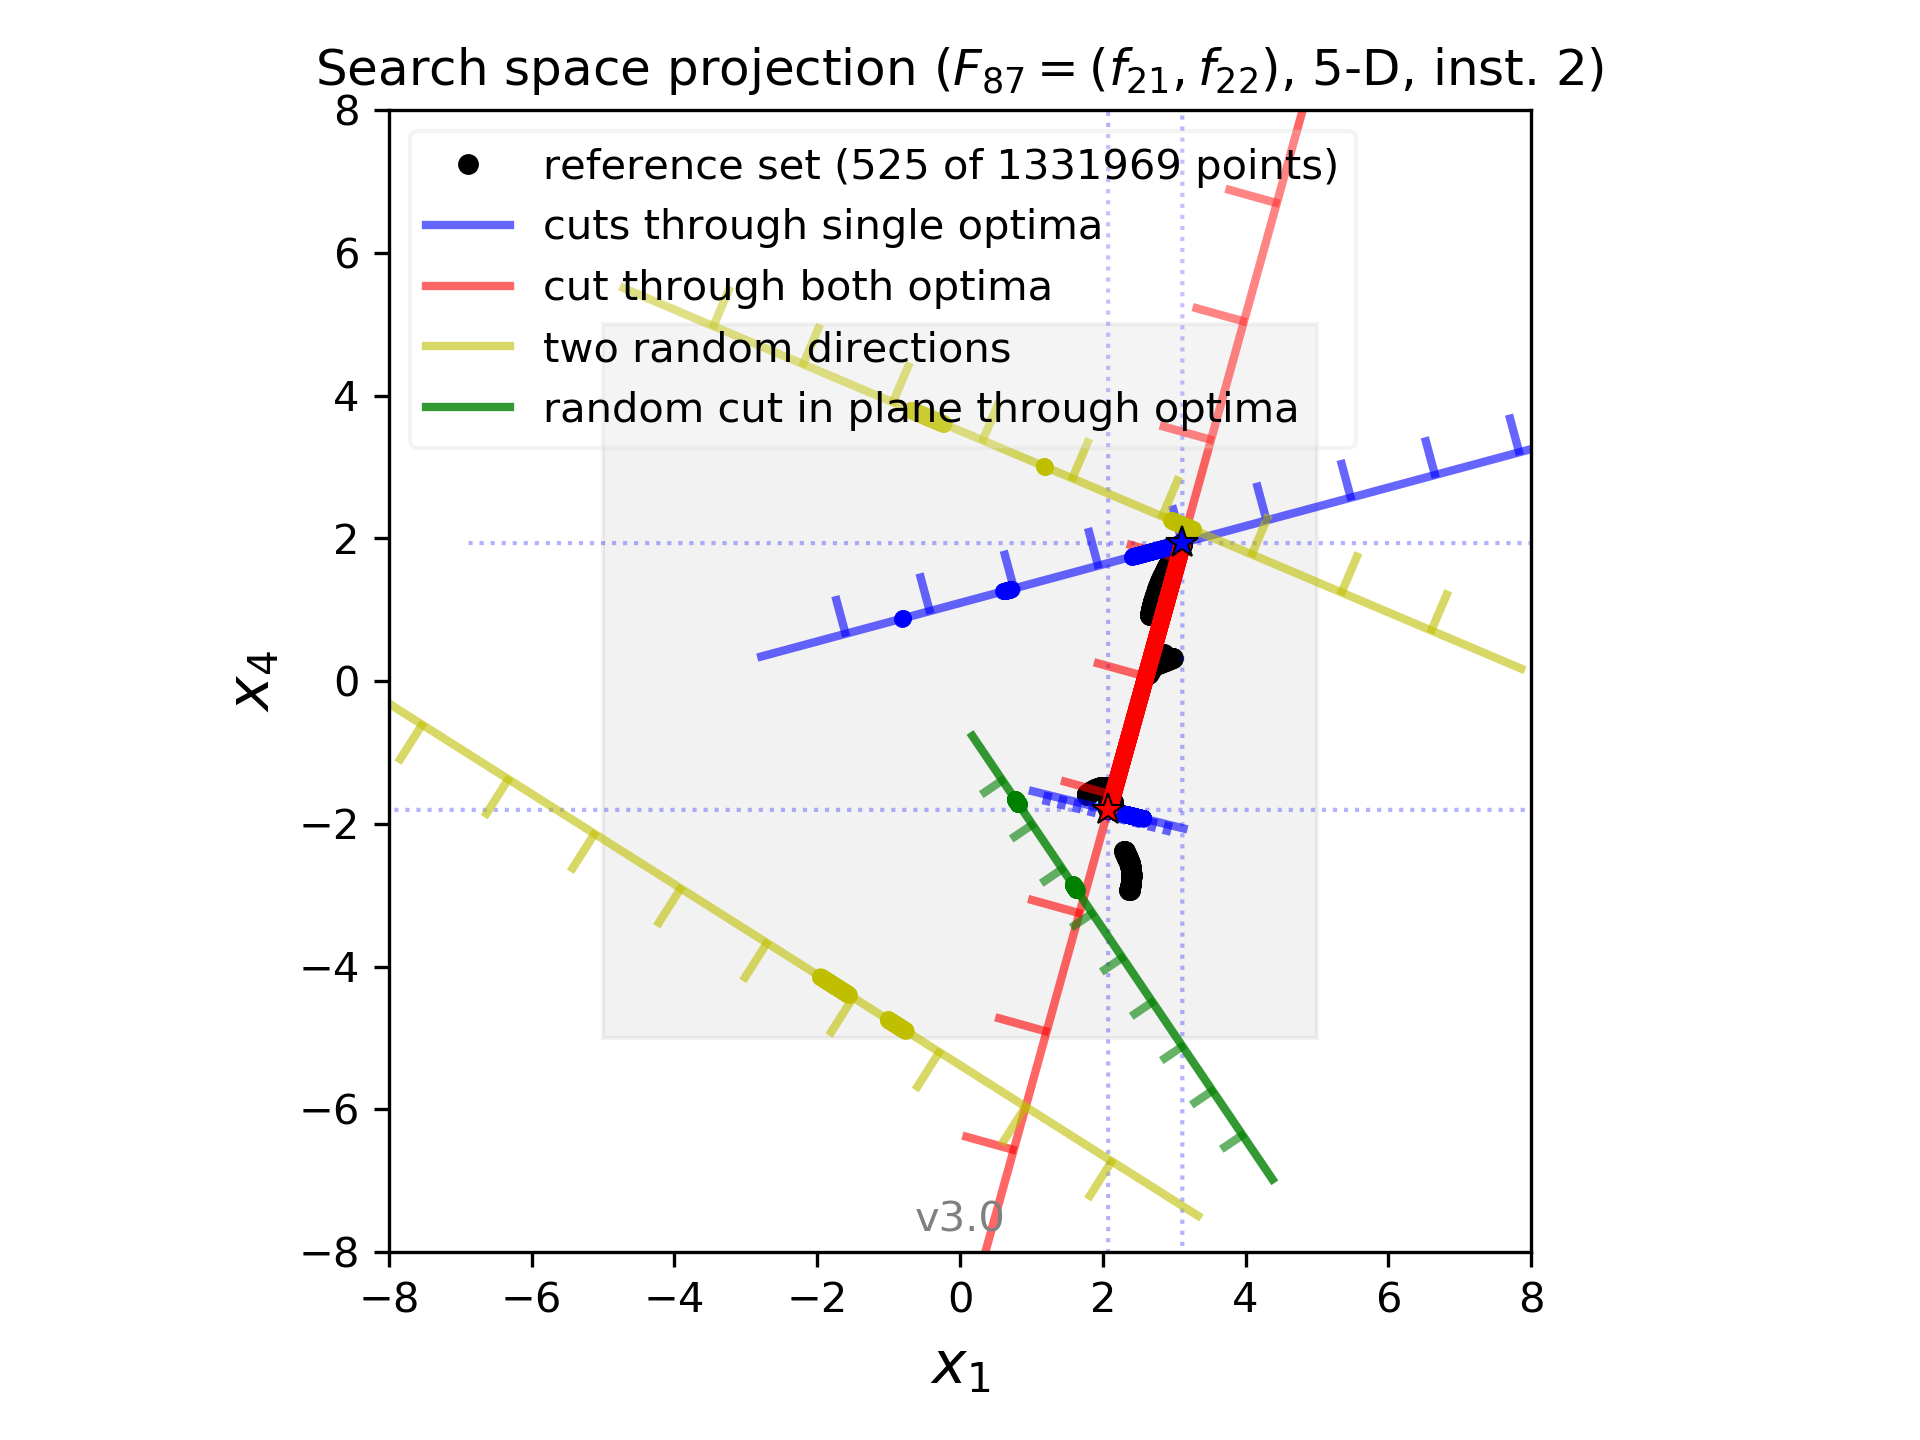 Search space projection (F87 = (f21, f22), 5-D, inst. 2)
reference set (525 of 1331969 points)
cuts through single optima
cut through both optima
two random directions
random cut in plane through optima
8
6
4
2
0
−2
−4
−6
−8
x4
v3.0
−8 −6 −4 −2 0 2 4 6 8
x1